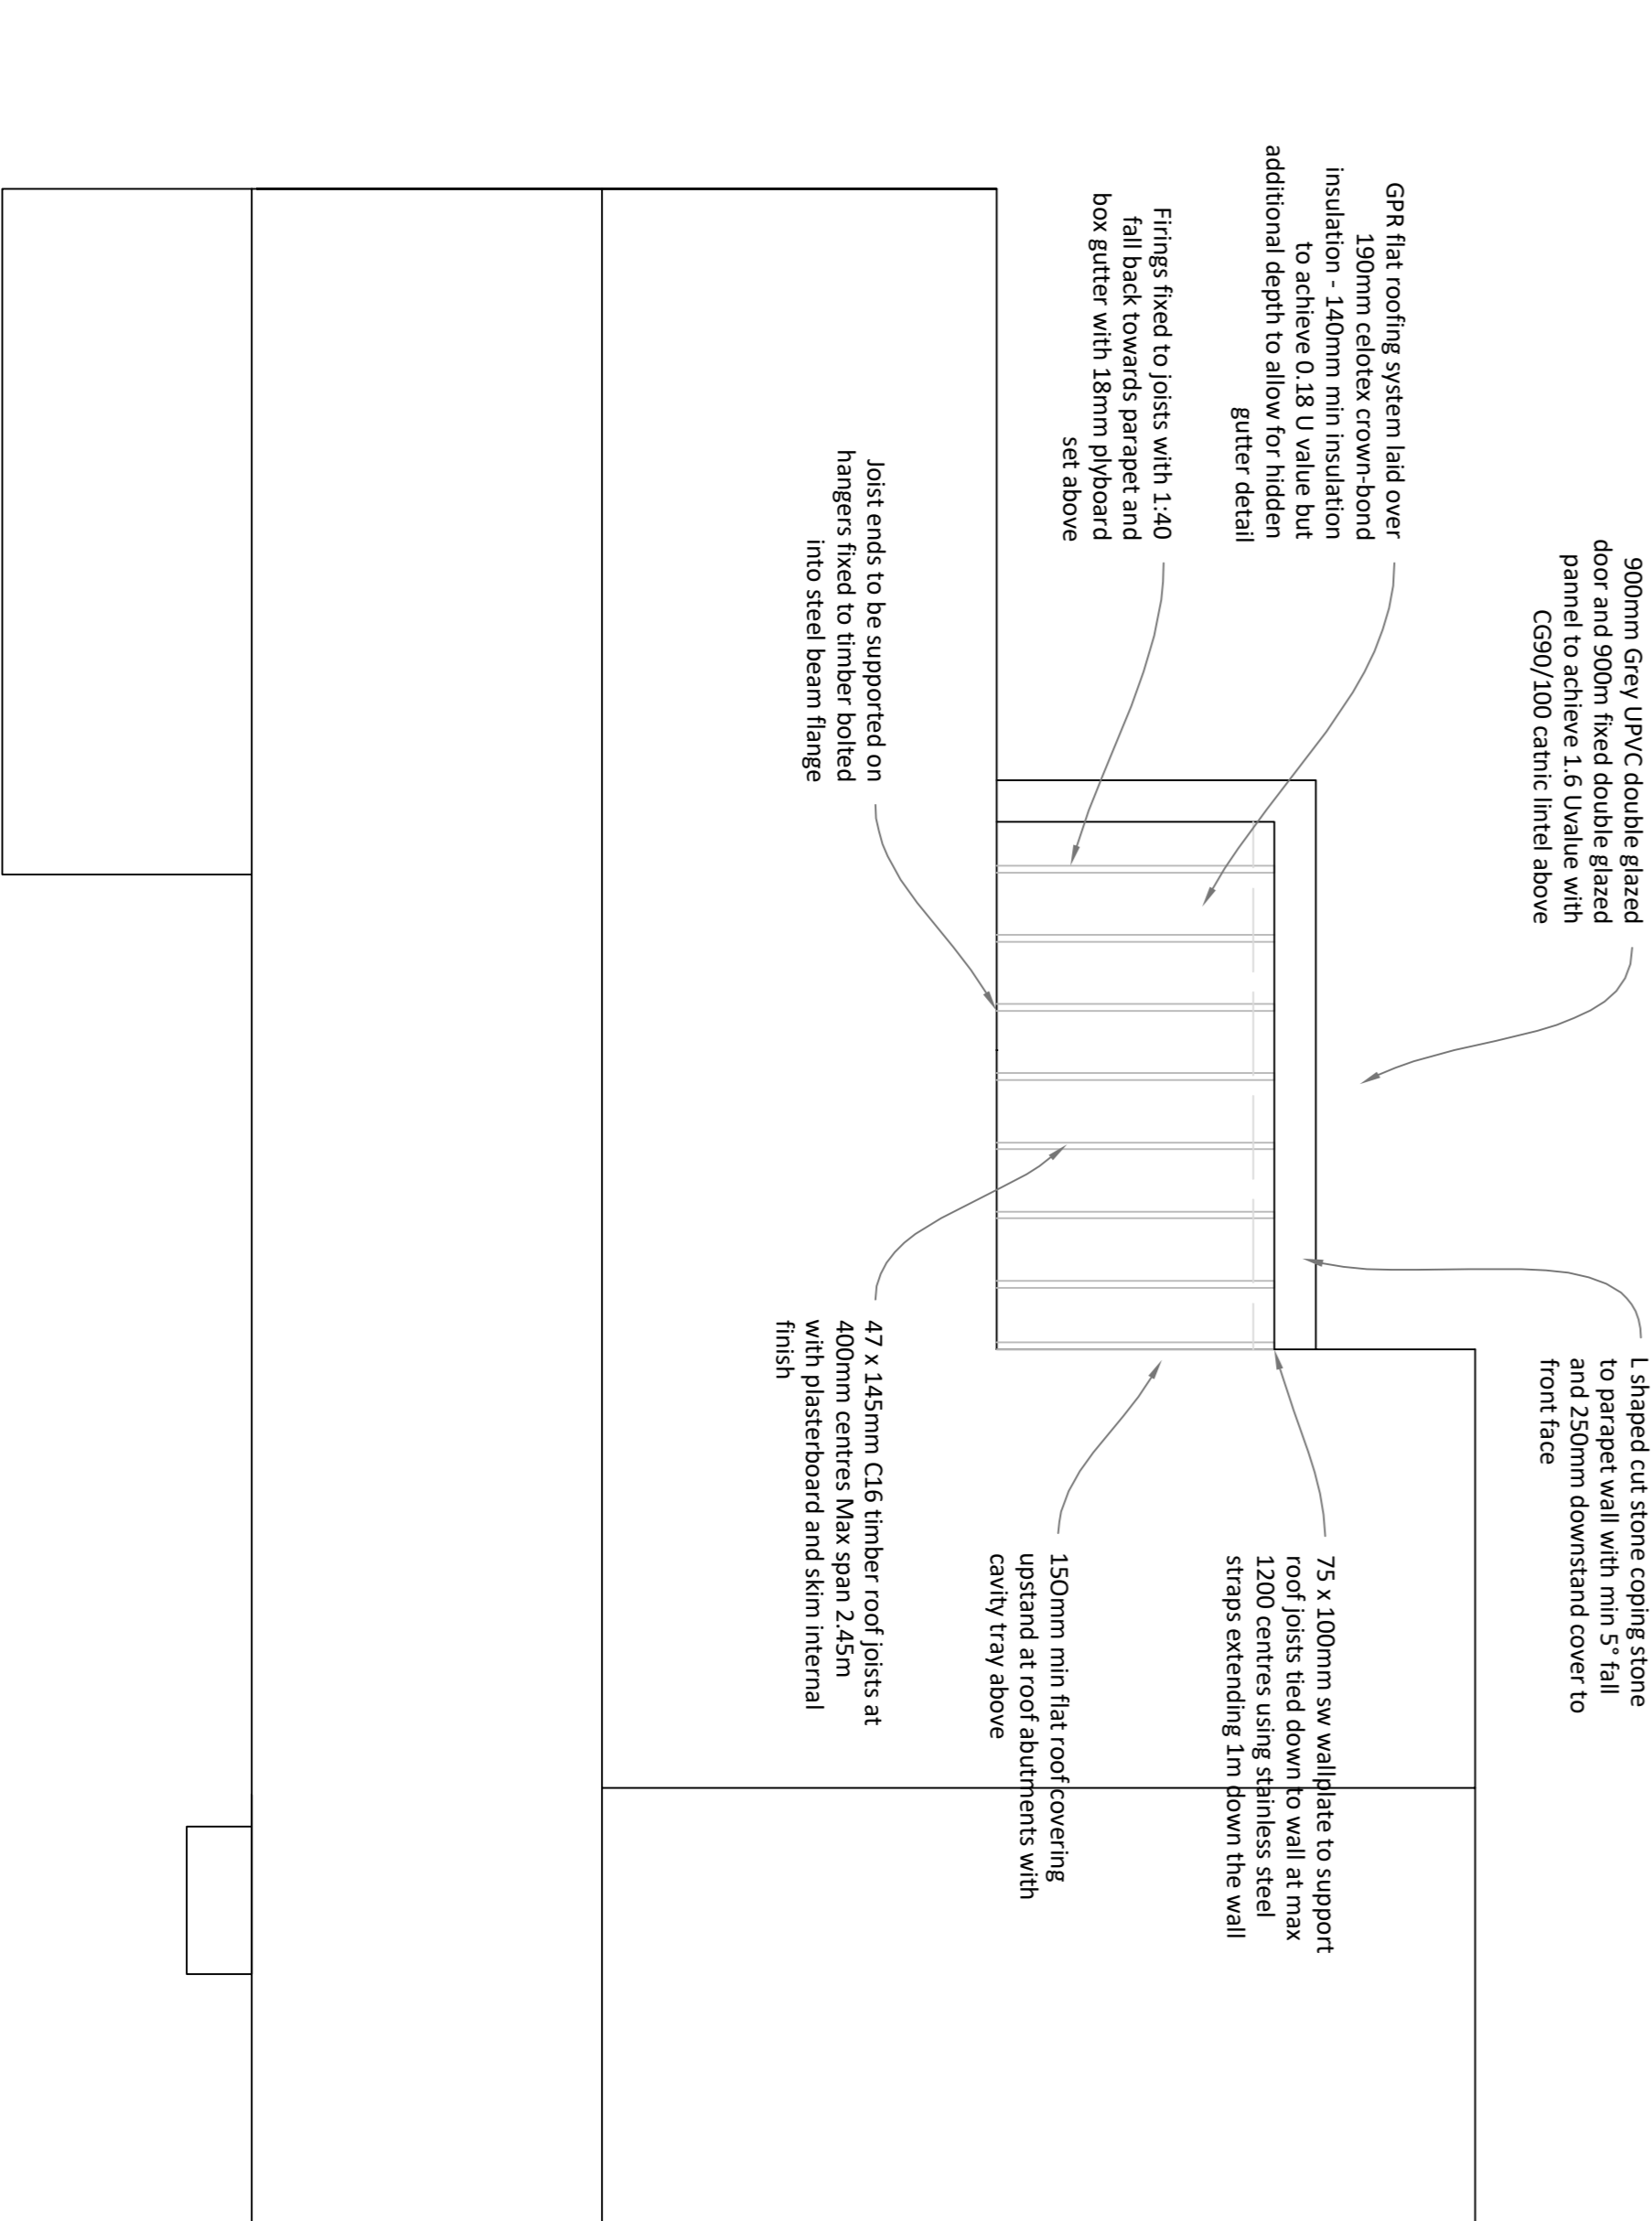 900mm Grey UPVC double glazed
door and 900m fixed double glazed
pannel to achieve 1.6 Uvalue with
CG90/100 catnic lintel above
L shaped cut stone coping stone
to parapet wall with min 5° fall
and 250mm downstand cover to
front face
GPR flat roofing system laid over
190mm celotex crown-bond
insulation - 140mm min insulation
to achieve 0.18 U value but
additional depth to allow for hidden
gutter detail
75 x 100mm sw wallplate to support
roof joists tied down to wall at max
1200 centres using stainless steel
straps extending 1m down the wall
Firings fixed to joists with 1:40
fall back towards parapet and
box gutter with 18mm plyboard
set above
15Omm min flat roof covering
upstand at roof abutments with
cavity tray above
Joist ends to be supported on
hangers fixed to timber bolted
into steel beam flange
47 x 145mm C16 timber roof joists at
400mm centres Max span 2.45m
with plasterboard and skim internal
finish